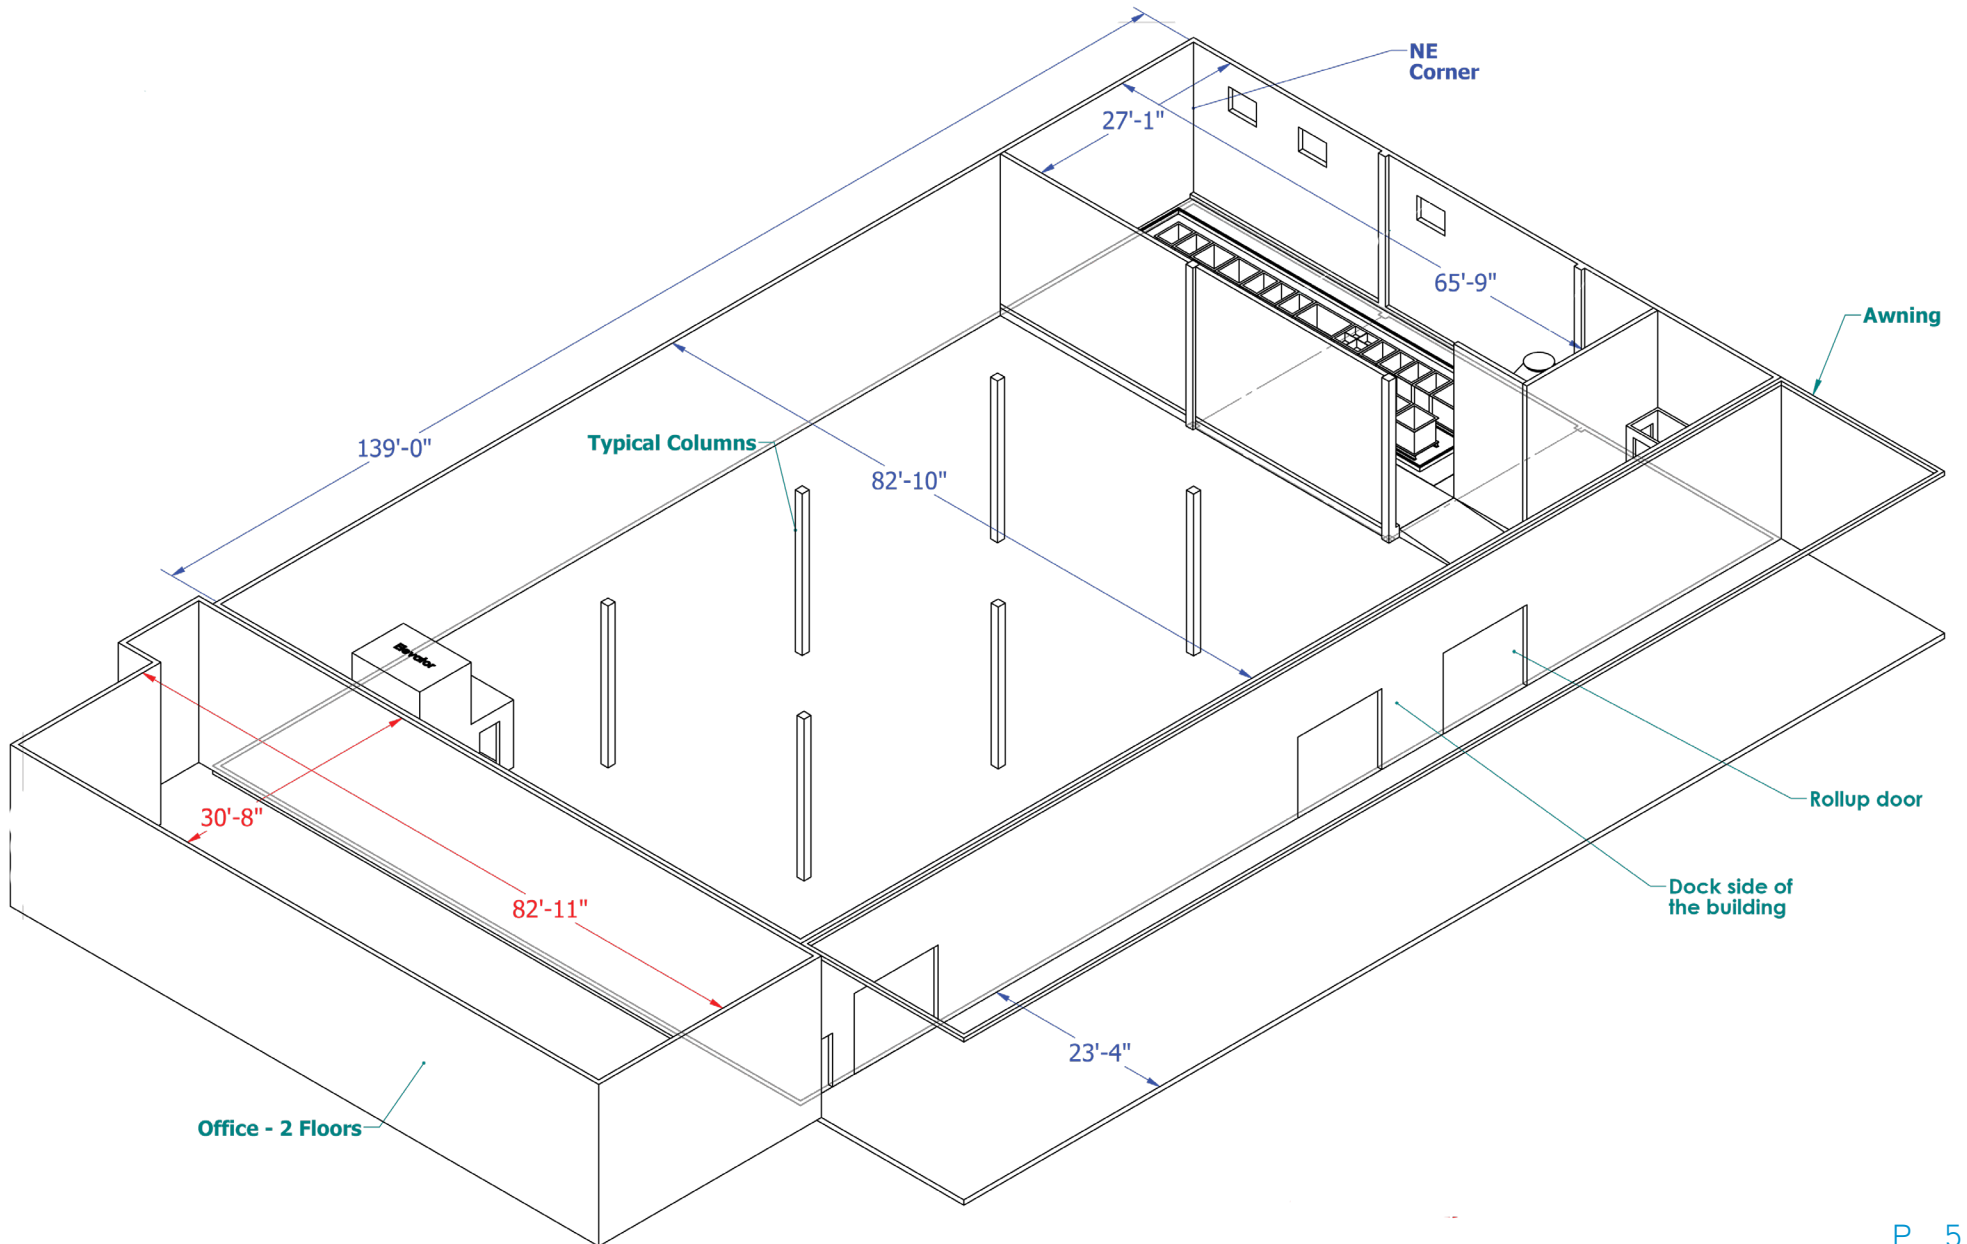 NE
Corner
27'-1"
65'-9"
Awning
139'-0"
Typical Columns
82'-10"
Elevator
30'-8"
82'-11"
Rollup door
Dock side of
the building
23'-4"
Office - 2 Floors
P 5